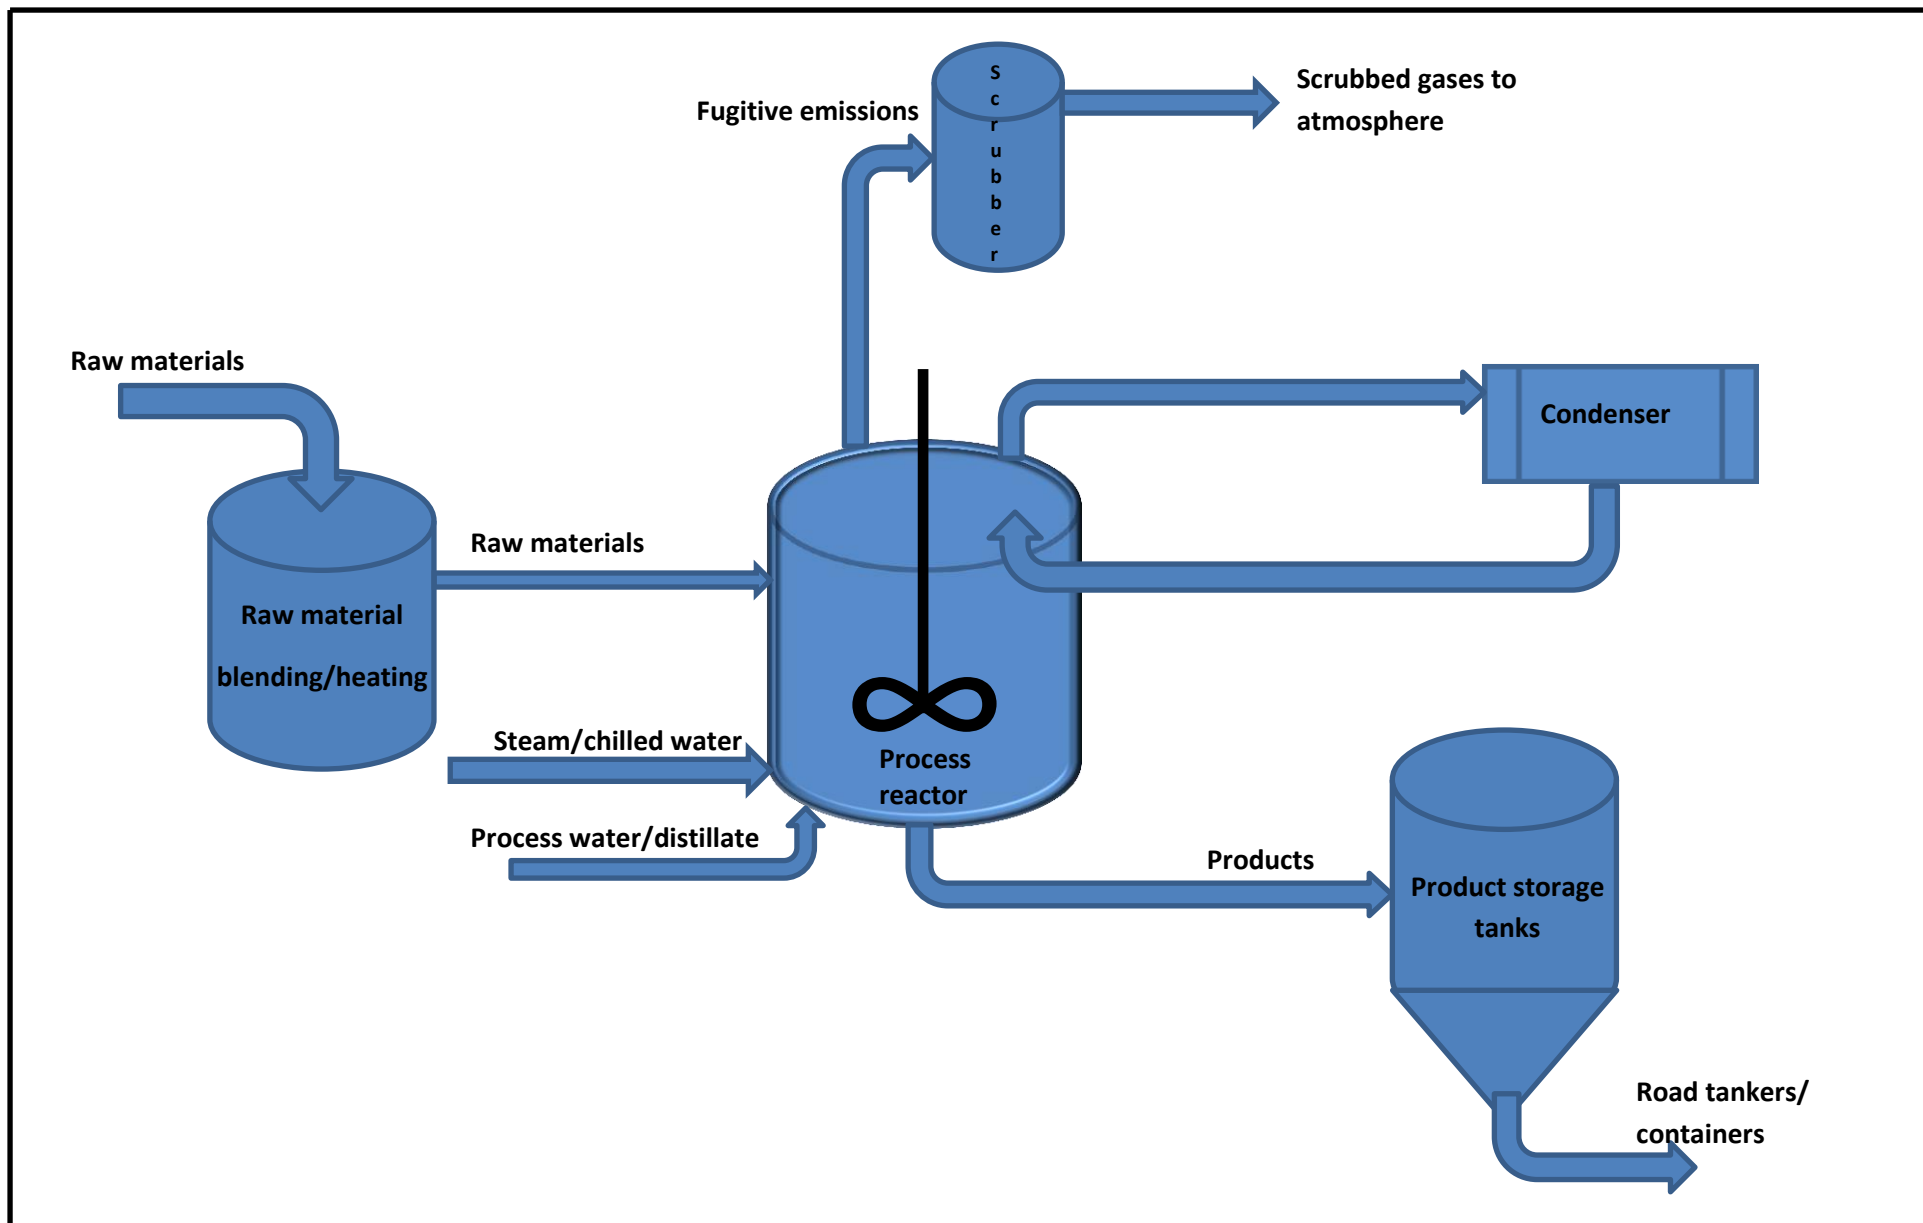 Scrubber
Scrubbed gases to
atmosphere
Fugitive emissions
Raw materials
Condenser
Raw materials
Raw material
blending/heating
Steam/chilled water
Process
reactor
Process water/distillate
Products
Product storage
tanks
Road tankers/
containers